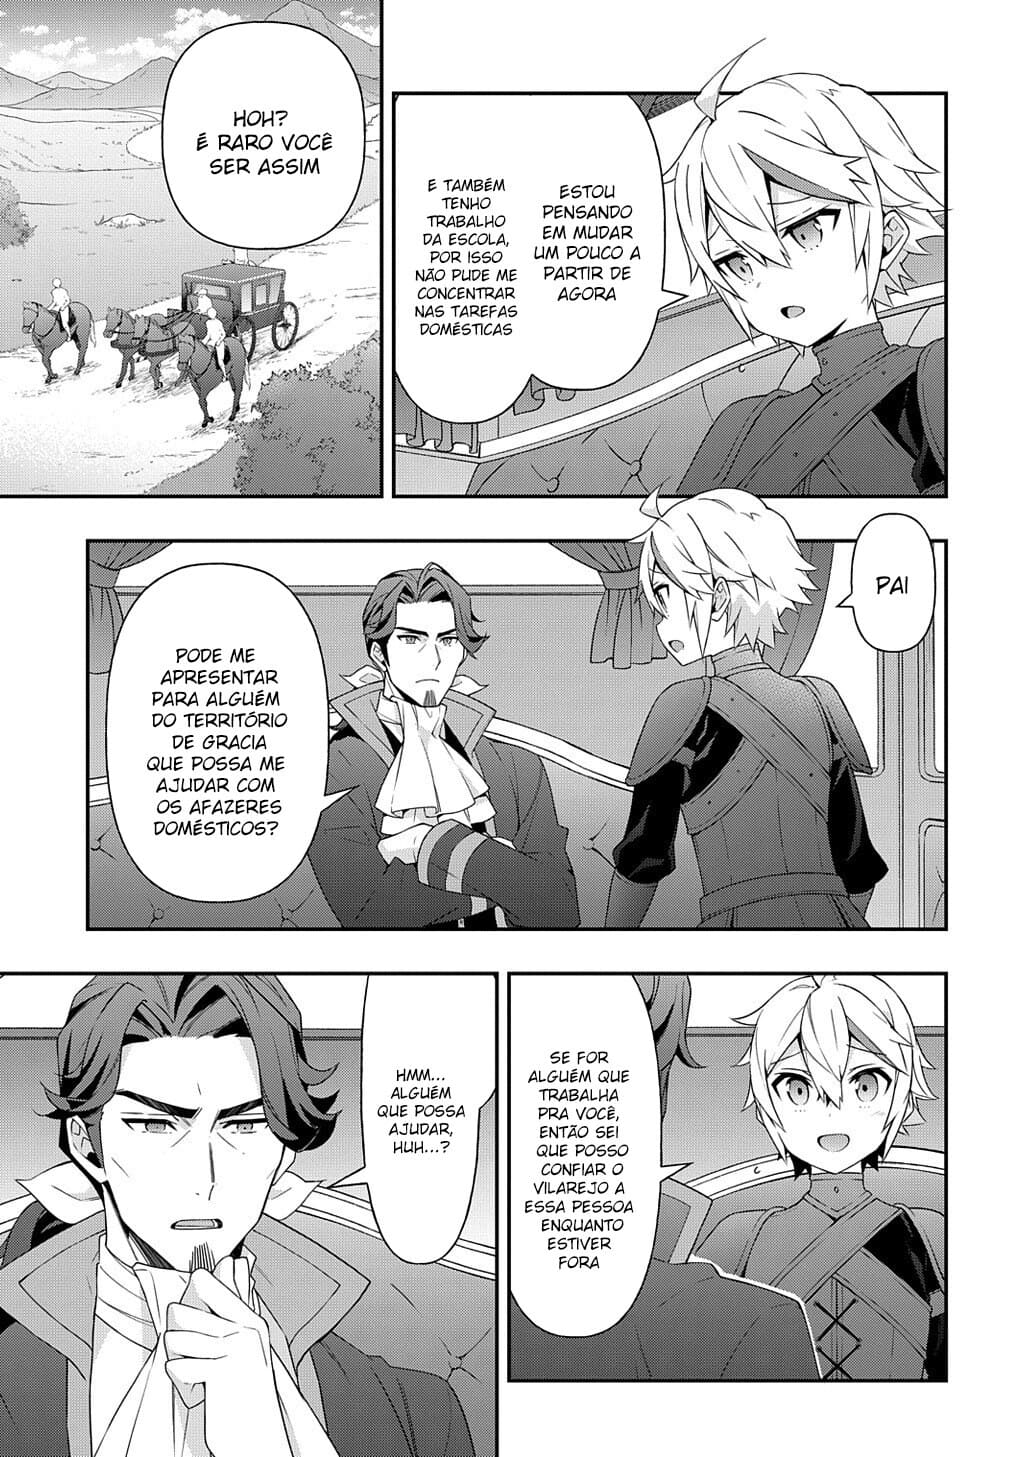 ESTOU
PENSANDO
EM MUDAR
UM POUCO A
PARTIR DE
AGORA
E TAMBÉM
TENHO
TRABALHO
DA ESCOLA,
POR ISSO
NÃO PUDE ME
CONCENTRAR
NAS TAREFAS
DOMÉSTICAS
HOH?
É RARO VOCÊ
SER ASSIM
PAI
PODE ME
APRESENTAR
PARA ALGUÉM
DO TERRITÓRIO
DE GRACIA
QUE POSSA ME
AJUDAR COM
OS AFAZERES
DOMÉSTICOS?
SE FOR
ALGUÉM QUE
TRABALHA
PRA VOCÊ,
ENTÃO SEI
QUE POSSO
CONFIAR O
VILAREJO A
ESSA PESSOA
ENQUANTO
ESTIVER
FORA
HMM...
ALGUÉM
QUE POSSA
AJUDAR,
HUH...?